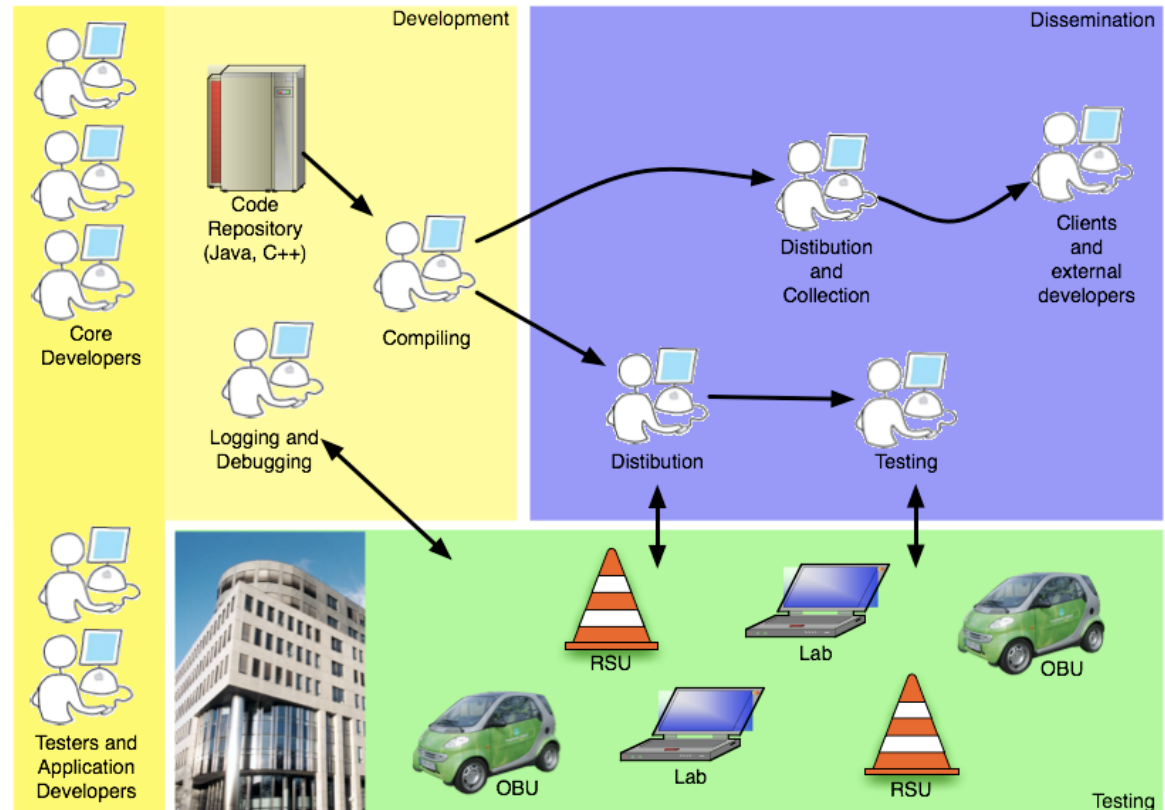 Development
Dissemination
Code
Repository
(Java, C++)
Core
Developers
Compiling
Distibution
and
Collection
Clients
and
external
developers
Logging and
Debugging
Distibution
Testing
Testers and
Application
Developers
RSU
Lab
OBU
OBU
Lab
RSU
Testing